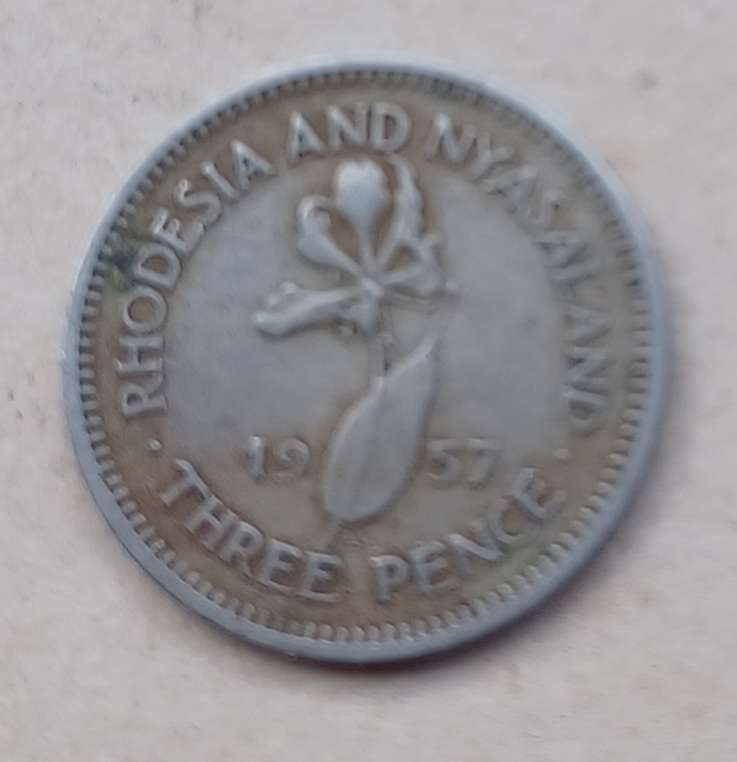 RHODESIA AND NYASALAND
1957
THREE PENCE